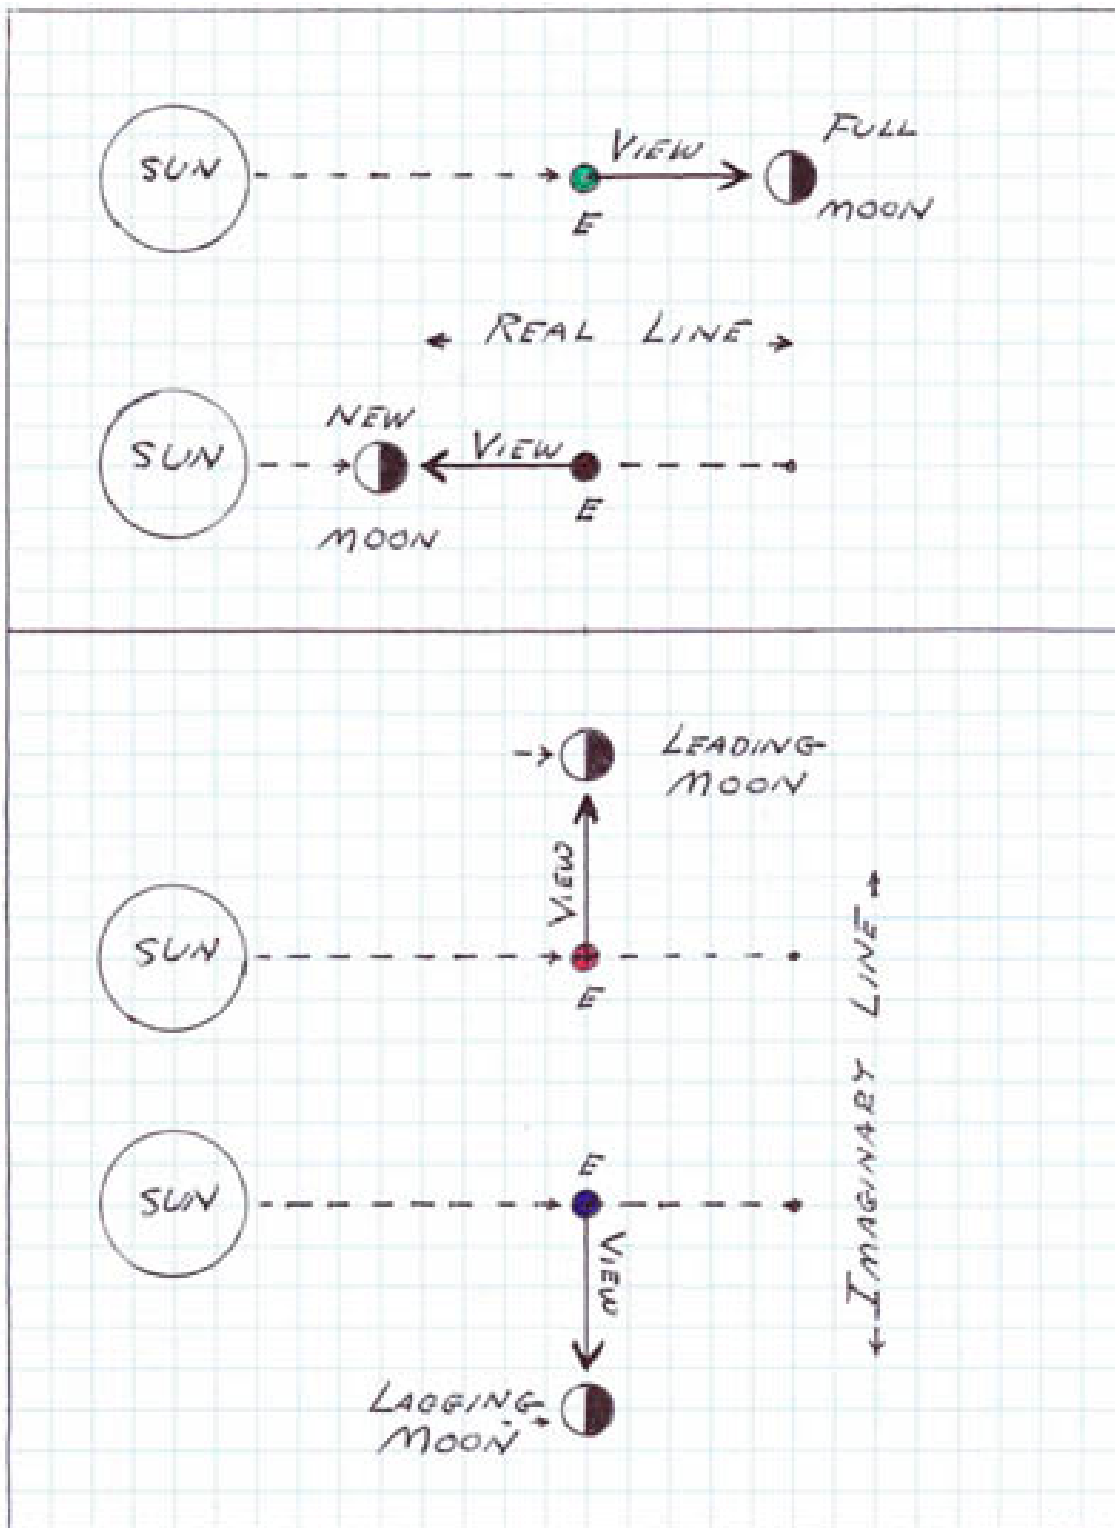 SUN
VIEW
FULL
MOON
E
← REAL LINE →
SUN
NEW
MOON
VIEW
E
LEADING
MOON
VIEW
SUN
E
← IMAGINARY LINE →
SUN
E
VIEW
LAGGING
MOON